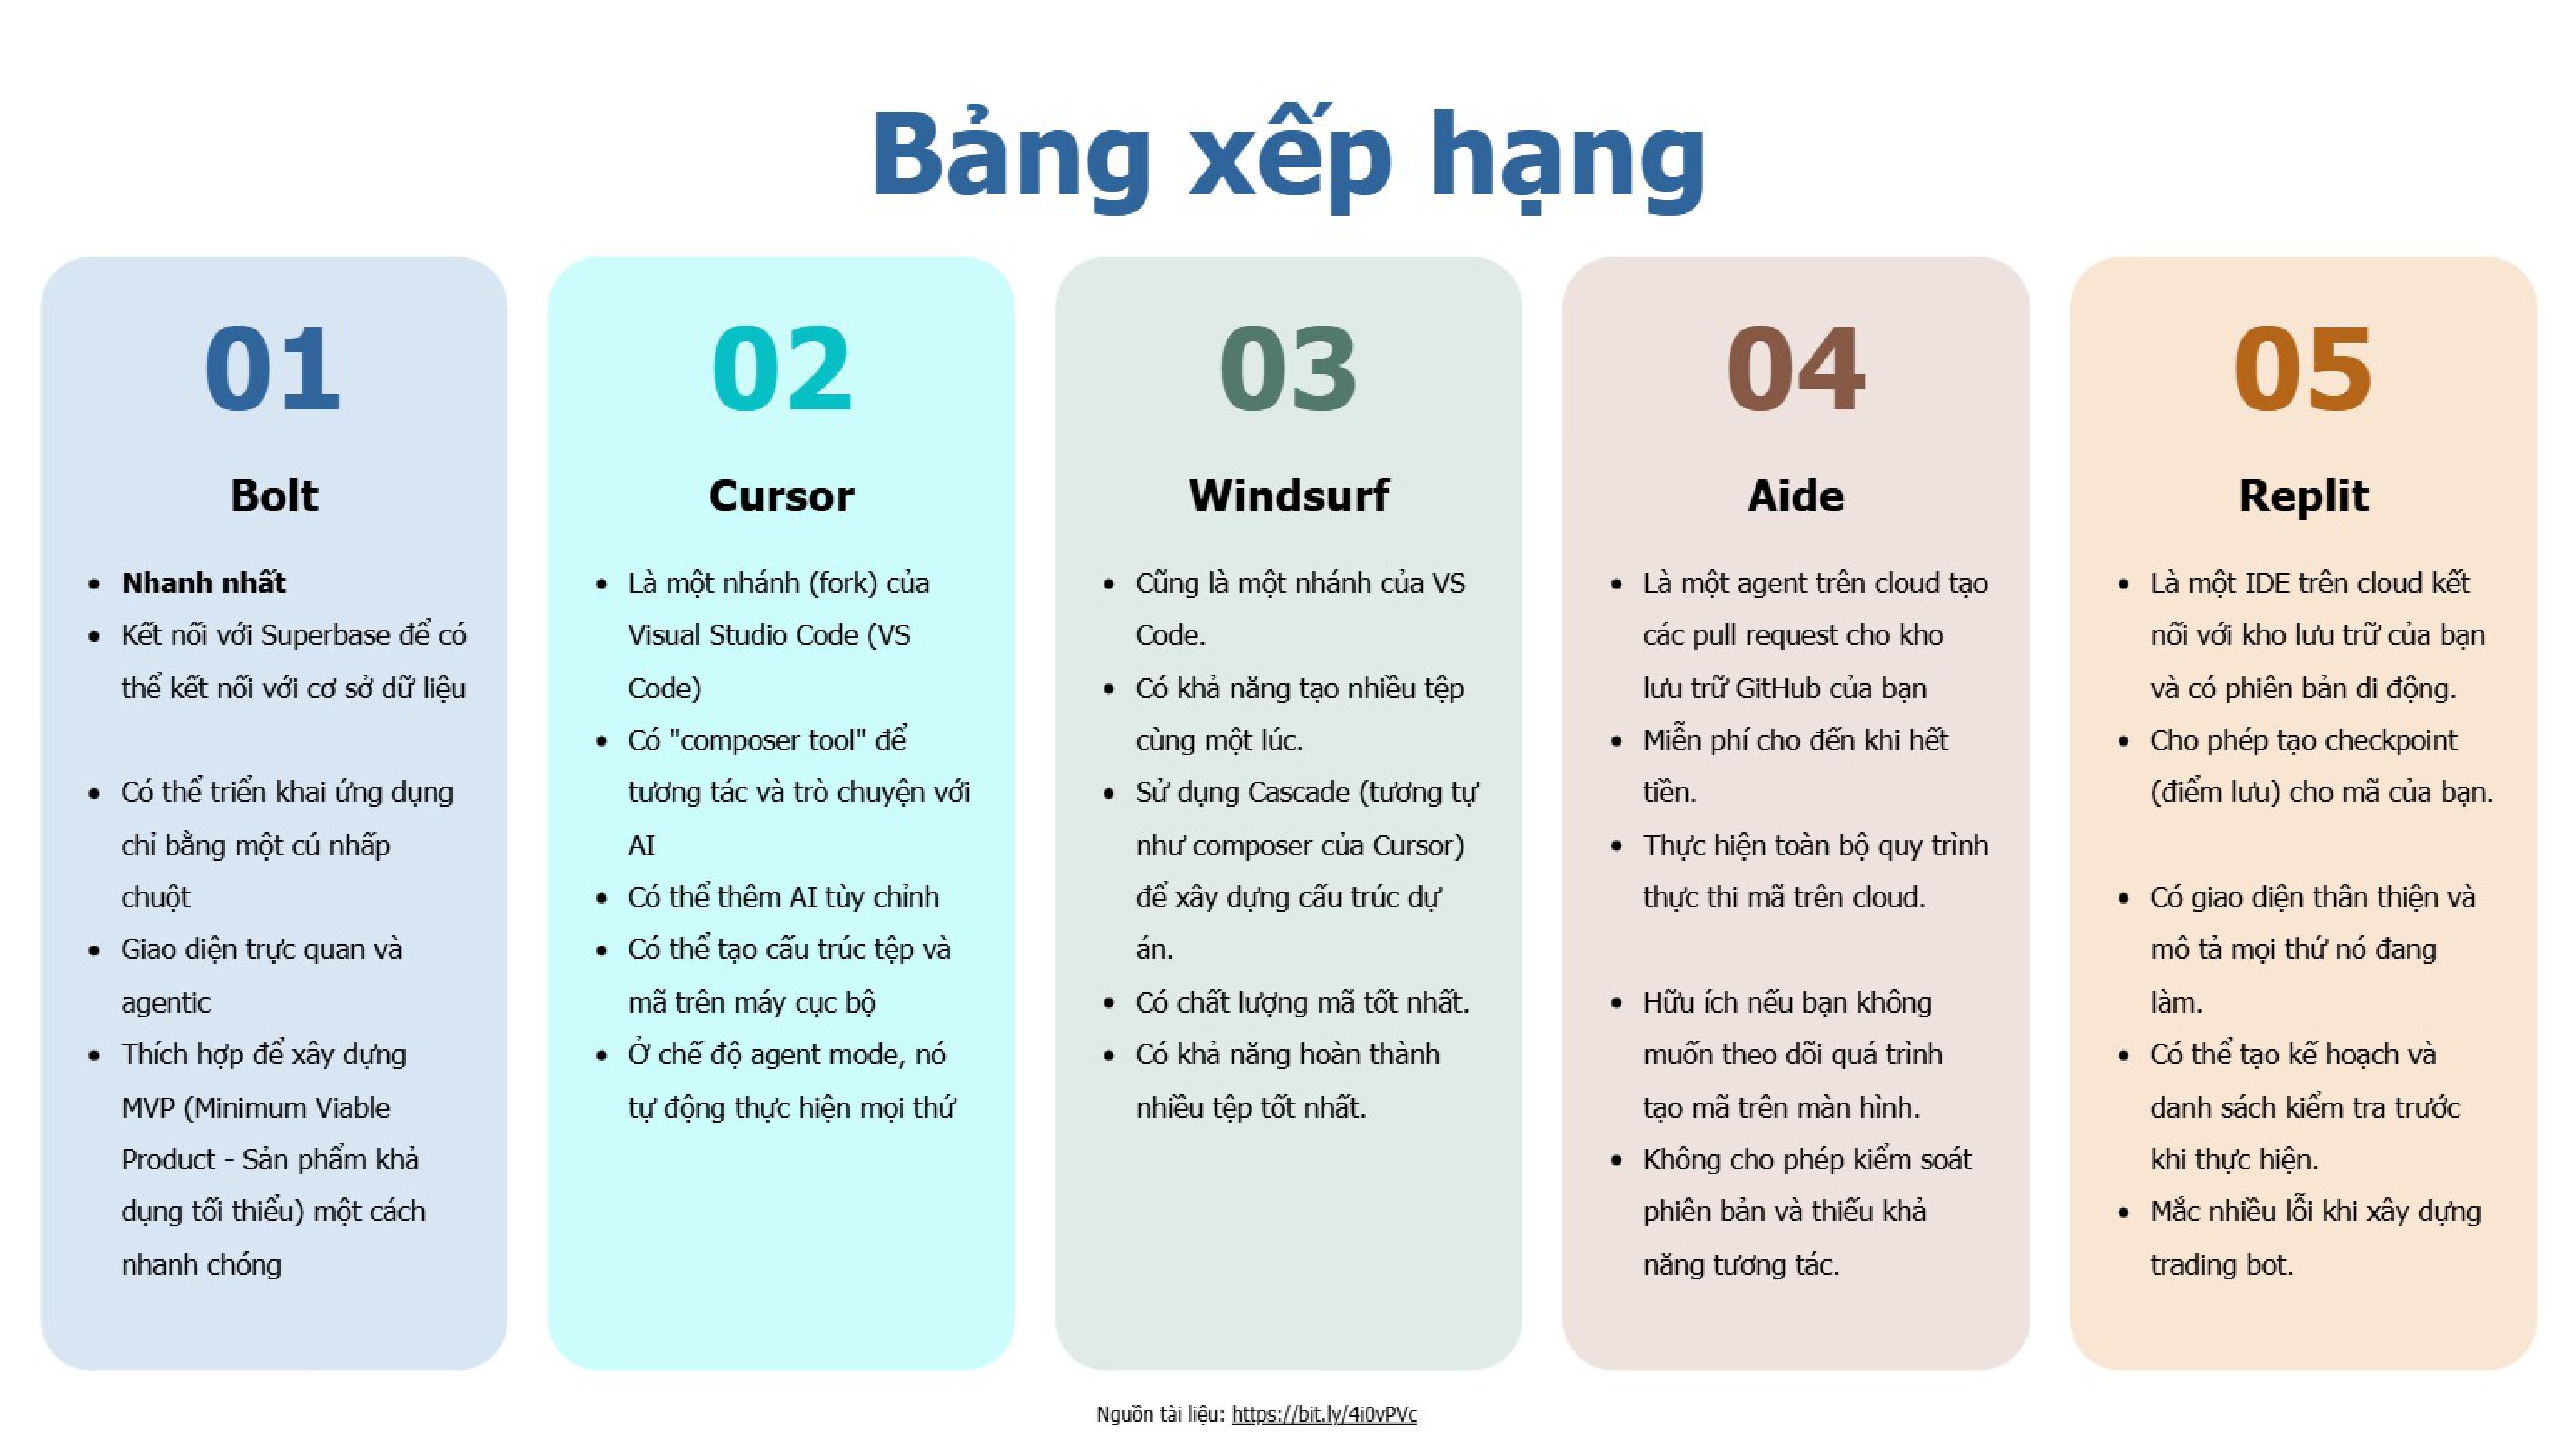 Bảng xếp hạng
01
Bolt
• Nhanh nhất
• Kết nối với Superbase để có
thể kết nối với cơ sở dữ liệu
• Có thể triển khai ứng dụng
chỉ bằng một cú nhấp
chuột
• Giao diện trực quan và
agentic
• Thích hợp để xây dựng
MVP (Minimum Viable
Product - Sản phẩm khả
dụng tối thiểu) một cách
nhanh chóng
02
Cursor
• Là một nhánh (fork) của
Visual Studio Code (VS
Code)
• Có "composer tool" để
tương tác và trò chuyện với
AI
• Có thể thêm AI tùy chỉnh
• Có thể tạo cấu trúc tệp và
mã trên máy cục bộ
• Ở chế độ agent mode, nó
tự động thực hiện mọi thứ
03
Windsurf
• Cũng là một nhánh của VS
Code.
• Có khả năng tạo nhiều tệp
cùng một lúc.
• Sử dụng Cascade (tương tự
như composer của Cursor)
để xây dựng cấu trúc dự
án.
• Có chất lượng mã tốt nhất.
• Có khả năng hoàn thành
nhiều tệp tốt nhất.
04
Aide
• Là một agent trên cloud tạo
các pull request cho kho
lưu trữ GitHub của bạn
• Miễn phí cho đến khi hết
tiền.
• Thực hiện toàn bộ quy trình
thực thi mã trên cloud.
• Hữu ích nếu bạn không
muốn theo dõi quá trình
tạo mã trên màn hình.
• Không cho phép kiểm soát
phiên bản và thiếu khả
năng tương tác.
05
Replit
• Là một IDE trên cloud kết
nối với kho lưu trữ của bạn
và có phiên bản di động.
• Cho phép tạo checkpoint
(điểm lưu) cho mã của bạn.
• Có giao diện thân thiện và
mô tả mọi thứ nó đang
làm.
• Có thể tạo kế hoạch và
danh sách kiểm tra trước
khi thực hiện.
• Mắc nhiều lỗi khi xây dựng
trading bot.
Nguồn tài liệu: https://bit.ly/4i0vPVc